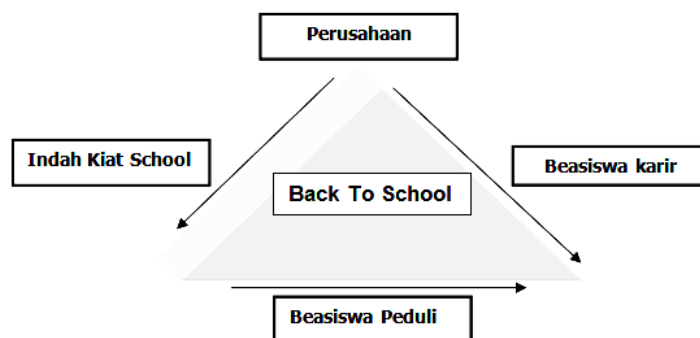 Perusahaan
Indah Kiat School
Beasiswa karir
Back To School
Beasiswa Peduli